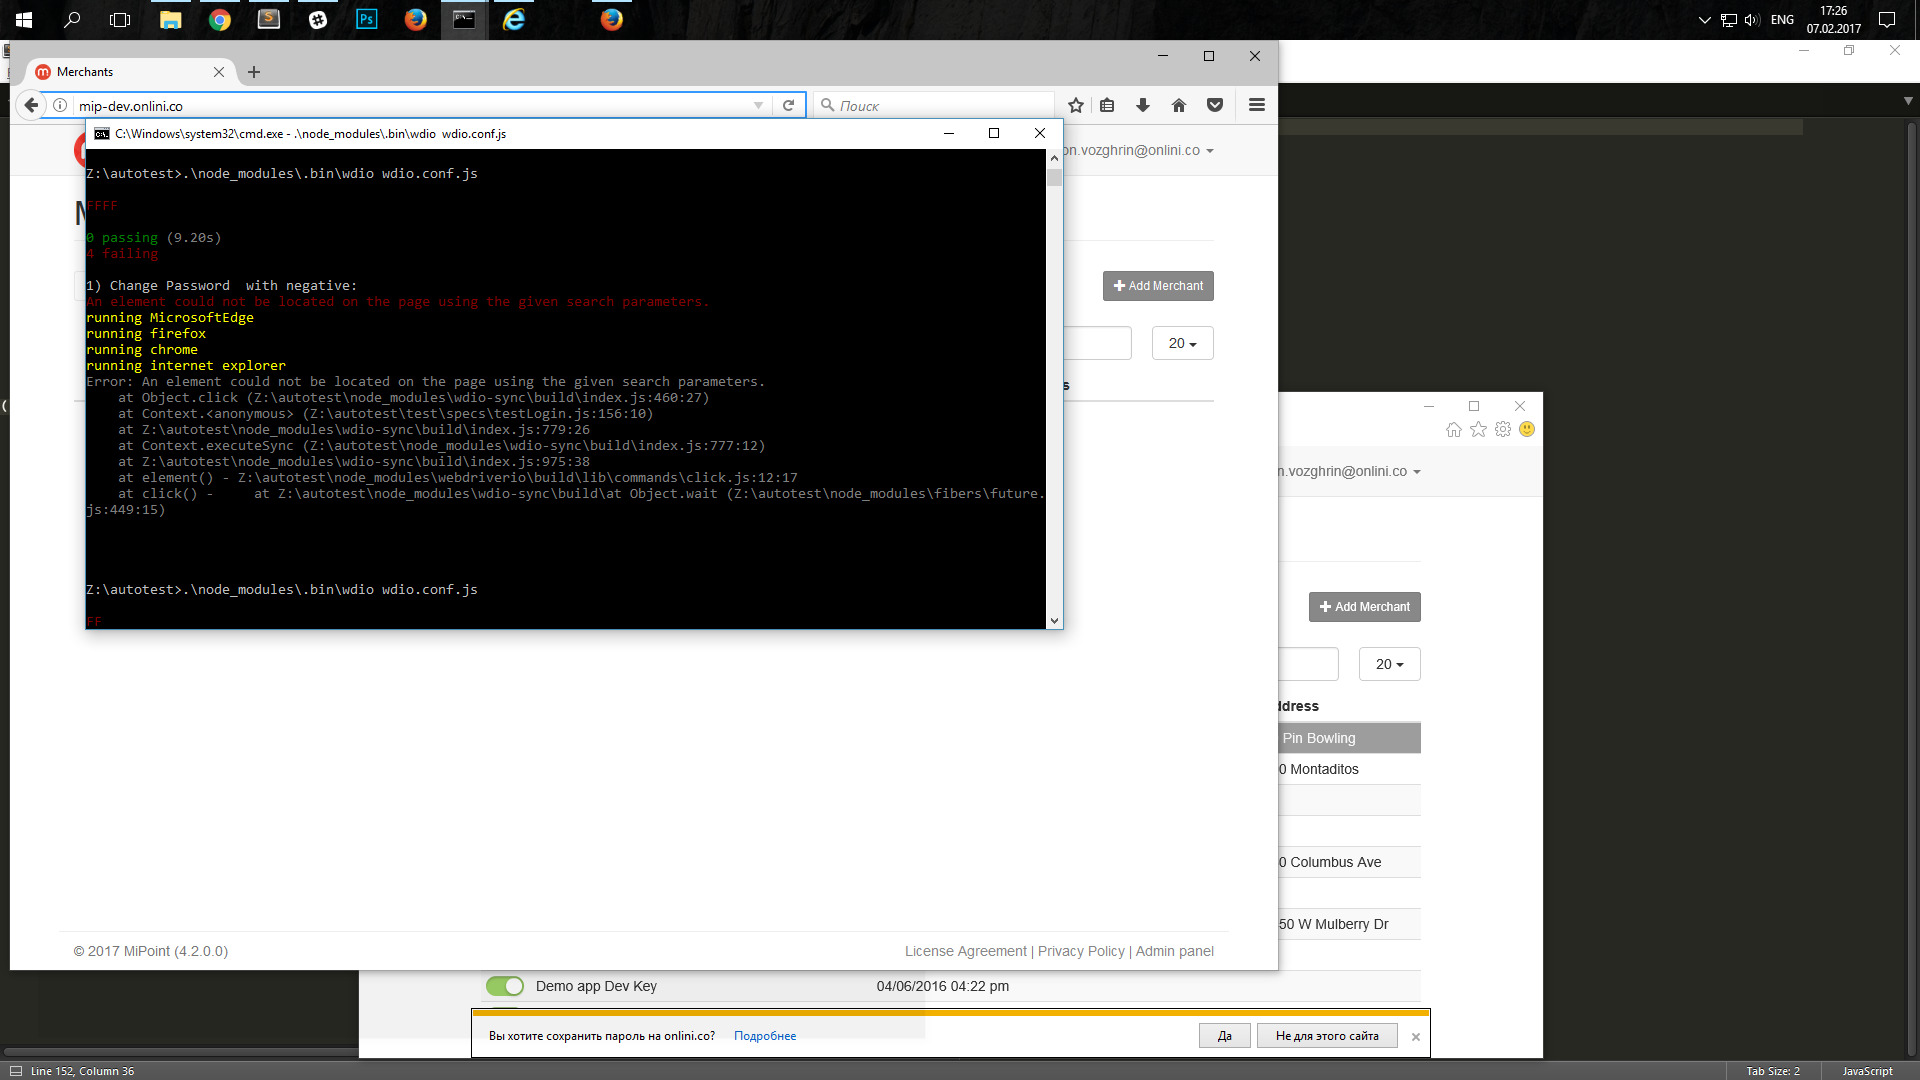 17:26
ENG
07.02.2017
Merchants
mip-dev.onlini.co
Поиск
C:\Windows\system32\cmd.exe - .\node_modules\.bin\wdio wdio.conf.js
on.vozghrin@onlini.co
Z:\autotest>.\node_modules\.bin\wdio wdio.conf.js
FFFF
0 passing (9.20s)
4 failing
1) Change Password  with negative:
An element could not be located on the page using the given search parameters.
running MicrosoftEdge
running firefox
running chrome
running internet explorer
Error: An element could not be located on the page using the given search parameters.
at Object.click (Z:\autotest\node_modules\wdio-sync\build\index.js:460:27)
at Context.<anonymous> (Z:\autotest\test\specs\testLogin.js:156:10)
at Z:\autotest\node_modules\wdio-sync\build\index.js:779:26
at Context.executeSync (Z:\autotest\node_modules\wdio-sync\build\index.js:777:12)
at Z:\autotest\node_modules\wdio-sync\build\index.js:975:38
at element() - Z:\autotest\node_modules\webdriverio\build\lib\commands\click.js:12:17
at click() -     at Z:\autotest\node_modules\wdio-sync\build\at Object.wait (Z:\autotest\node_modules\fibers\future.
js:449:15)
Z:\autotest>.\node_modules\.bin\wdio wdio.conf.js
FF
Add Merchant
20
n.vozghrin@onlini.co
Add Merchant
20
ddress
Pin Bowling
0 Montaditos
0 Columbus Ave
50 W Mulberry Dr
© 2017 MiPoint (4.2.0.0)
License Agreement | Privacy Policy | Admin panel
Demo app Dev Key
04/06/2016 04:22 pm
Вы хотите сохранить пароль на onlini.co?
Подробнее
Да
Не для этого сайта
Line 152, Column 36
Tab Size: 2
JavaScript